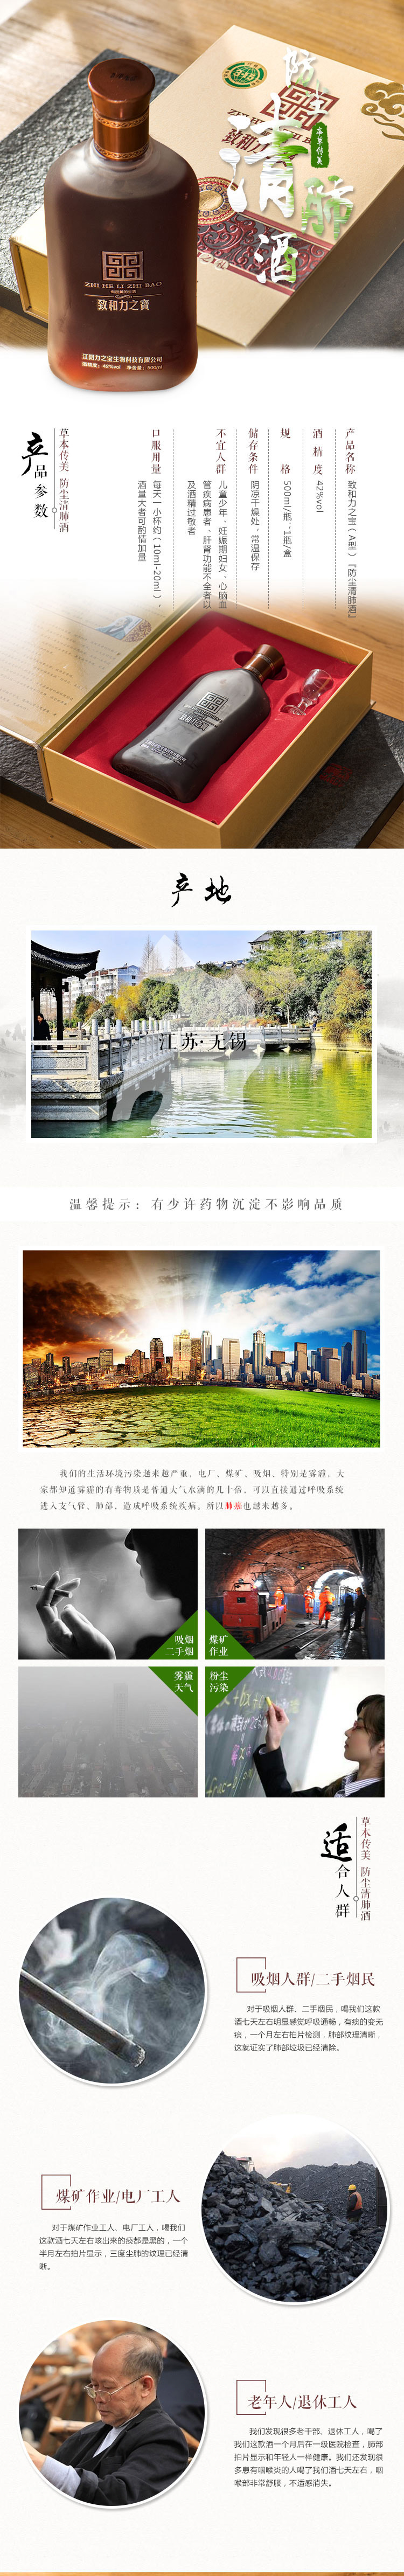 防尘
清肺
酒
草本传美
ZHI HE LI ZHI BAO
致和力之宝
江阴力之宝生物科技有限公司
酒精度:42%vol 净含量:500ml
产品参数
草本传美 防尘清肺酒
产品名称 致和力之宝(A型)『防尘清肺酒』
酒精度 42%vol
规格 500ml/瓶;1瓶/盒
储存条件 阴凉干燥处,常温保存
不宜人群 儿童少年、妊娠期妇女、心脑血
管疾病患者、肝肾功能不全者以
及酒精过敏者
口服用量 每天一小杯约(10ml-20ml),
酒量大者可酌情加量
致和力之宝
产地
江苏·无锡
温馨提示:有少许药物沉淀不影响品质
我们的生活环境污染越来越严重,电厂、煤矿、吸烟、特别是雾霾,大
家都知道雾霾的有毒物质是普通大气水滴的几十倍,可以直接通过呼吸系统
进入支气管、肺部,造成呼吸系统疾病。所以肺癌也越来越多。
吸烟
二手烟
煤矿
作业
雾霾
天气
粉尘
污染
适合人群
草本传美 防尘清肺酒
吸烟人群/二手烟民
对于吸烟人群、二手烟民,喝我们这款
酒七天左右明显感觉呼吸通畅,有痰的变无
痰,一个月左右拍片检测,肺部纹理清晰,
这就证实了肺部垃圾已经清除。
煤矿作业/电厂工人
对于煤矿作业工人、电厂工人,喝我们
这款酒七天左右咳出来的痰都是黑的,一个
半月左右拍片显示,三度尘肺的纹理已经清
晰。
老年人/退休工人
我们发现很多老干部、退休工人,喝了
我们这款酒一个月后在一级医院检查,肺部
拍片显示和年轻人一样健康。我们还发现很
多患有咽喉炎的人喝了我们酒七天左右,咽
喉部非常舒服,不适感消失。